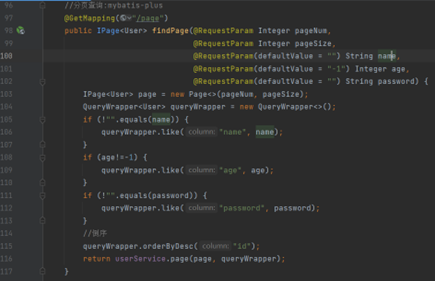 96 //分页查询:mybatis-plus
97 @GetMapping("/page")
98 public IPage<User> findPage(@RequestParam Integer pageNum,
99 @RequestParam Integer pageSize,
100 @RequestParam(defaultValue = "") String name,
101 @RequestParam(defaultValue = "-1") Integer age,
102 @RequestParam(defaultValue = "") String password) {
103 IPage<User> page = new Page<>(pageNum, pageSize);
104 QueryWrapper<User> queryWrapper = new QueryWrapper<>();
105 if (!"".equals(name)) {
106 queryWrapper.like( column: "name", name);
107 }
108 if (age!=-1) {
109 queryWrapper.like( column: "age", age);
110 }
111 if (!"".equals(password)) {
112 queryWrapper.like( column: "password", password);
113 }
114 //倒序
115 queryWrapper.orderByDesc( column: "id");
116 return userService.page(page, queryWrapper);
117 }